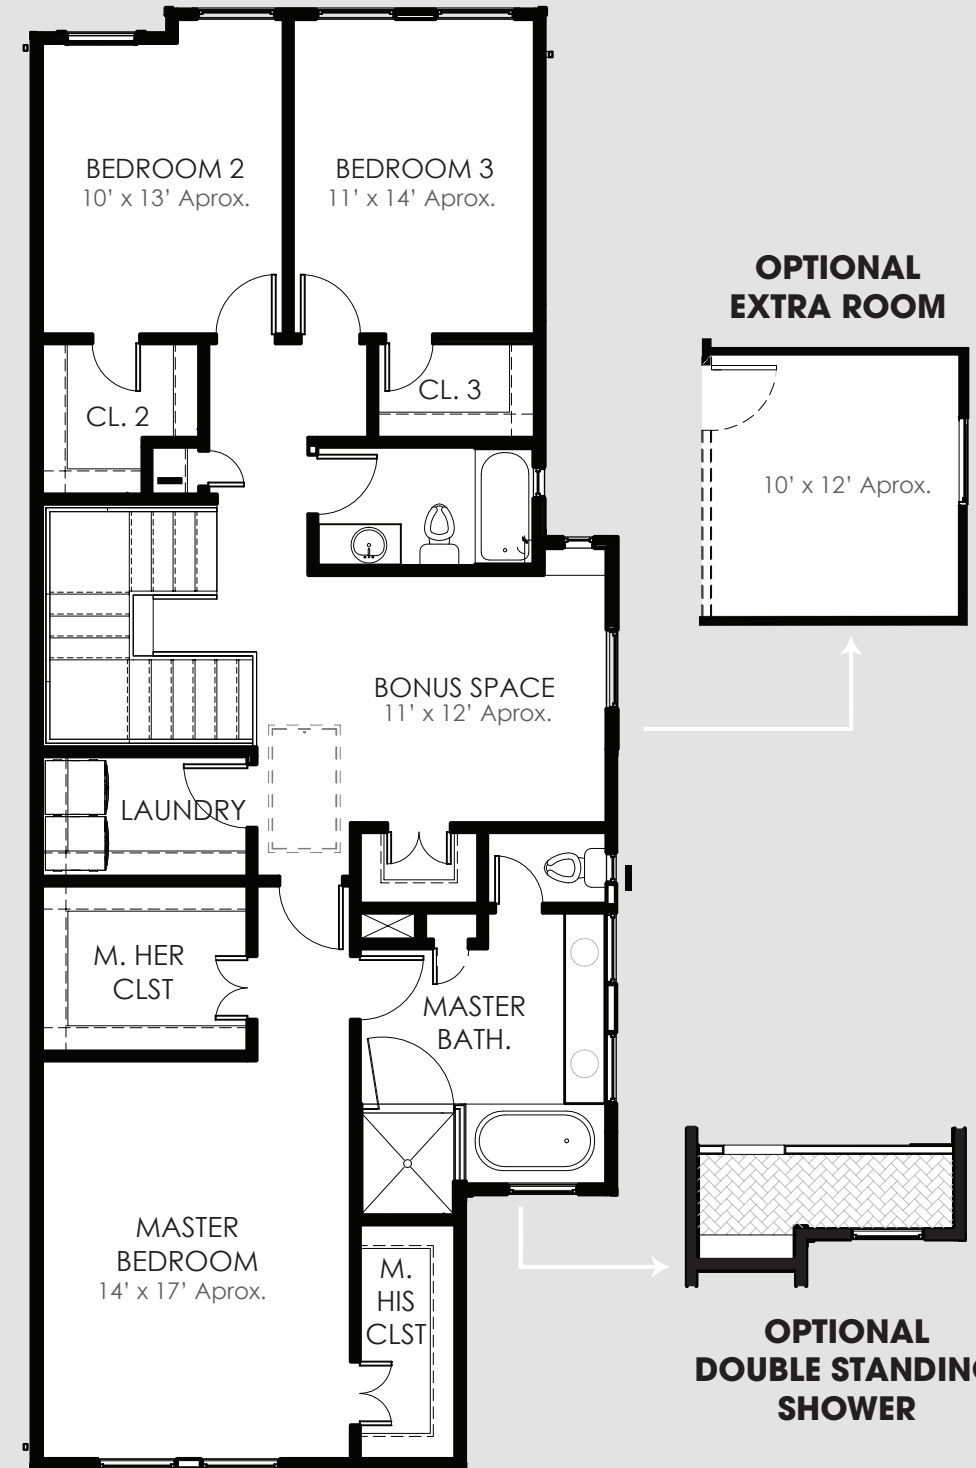 BEDROOM 2
10’ x 13’ Aprox.
BEDROOM 3
11’ x 14’ Aprox.
OPTIONAL
EXTRA ROOM
10’ x 12’ Aprox.
CL. 2
CL. 3
BONUS SPACE
11’ x 12’ Aprox.
LAUNDRY
M. HER
CLST
MASTER
BATH.
MASTER
BEDROOM
14’ x 17’ Aprox.
M.
HIS
CLST
OPTIONAL
DOUBLE STANDING
SHOWER